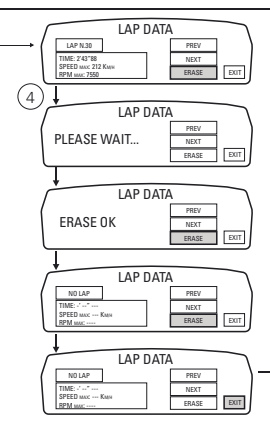 LAP DATA
LAP N.30
PREV
TIME: 2'43"88
SPEED MAX: 212 KM/H
RPM MAX: 7550
NEXT
ERASE
EXIT
4
LAP DATA
PLEASE WAIT...
PREV
NEXT
ERASE
EXIT
LAP DATA
ERASE OK
PREV
NEXT
ERASE
EXIT
LAP DATA
NO LAP
PREV
TIME: -'--"---
SPEED MAX: --- KM/H
RPM MAX: ----
NEXT
ERASE
EXIT
LAP DATA
NO LAP
PREV
TIME: -'--"---
SPEED MAX: --- KM/H
RPM MAX: ----
NEXT
ERASE
EXIT